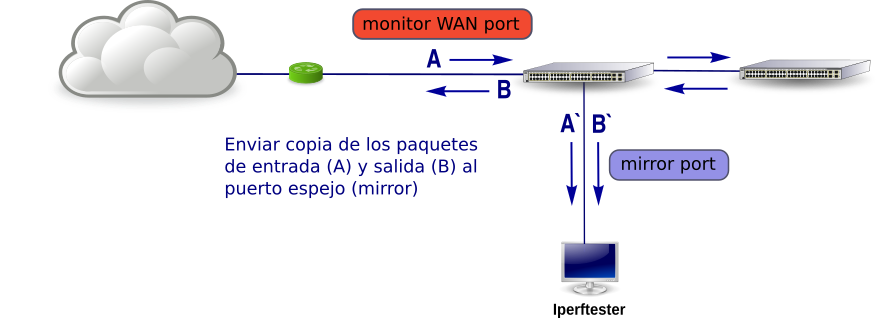 monitor WAN port
A
B
Enviar copia de los paquetes
de entrada (A) y salida (B) al
puerto espejo (mirror)
A` B`
mirror port
Iperftester